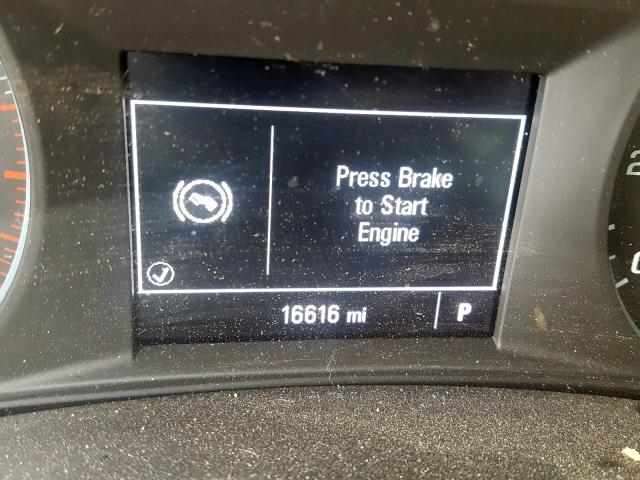 Press Brake
to Start
Engine
16616 mi
P